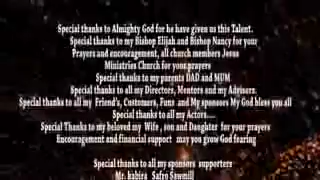 Special thanks to Almighty God for he have given us this Talent.
Special thanks to my Bishop Elijah and Bishop Nancy for your
Prayers and encouragement, all church members Jesus
Ministries Church for your prayers
Special thanks to my parents DAD and MUM
Special thanks to all my Directors, Mentors and my Advisers.
Special thanks to all my Friend's, Customers, Funs and My sponsors My God bless you all
Special thanks to all my Actors....
Special Thanks to my beloved my Wife , son and Daughter for your prayers
Encouragement and financial support may you grow God fearing
Special thanks to all my sponsors supporters
Mr. kabira Safro Sawmill